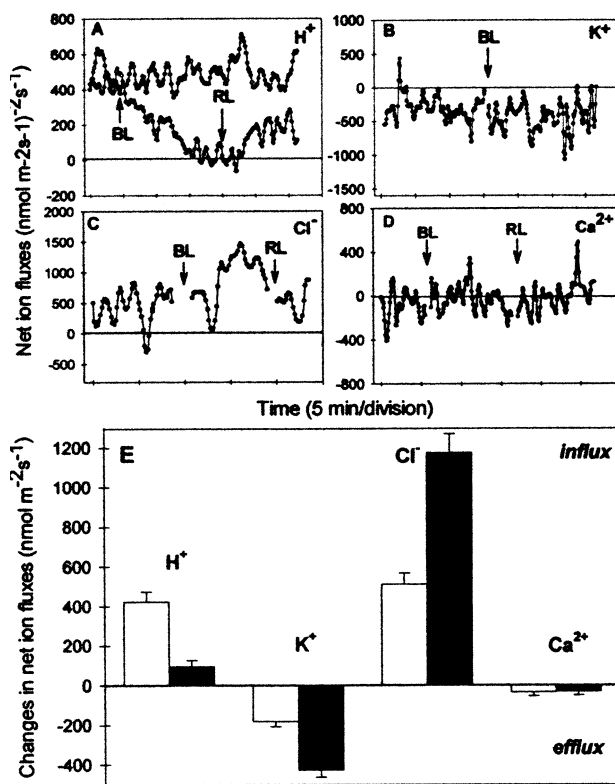 Net ion fluxes (nmol m-2s-1)⁻²s⁻¹)
800
600
400
200
0
200
A
H⁺
BL
RL
1000
500
0
-500
-1000
-1500
B
K⁺
BL
2000
1500
1000
500
0
-500
C
Cl⁻
BL
RL
800
400
0
-400
-800
D
Ca²⁺
BL
RL
Time (5 min/division)
Changes in net ion fluxes (nmol m⁻²s⁻¹)
1200
1000
800
600
400
200
0
-200
-400
E
H⁺
K⁺
Cl⁻
Ca²⁺
influx
efflux